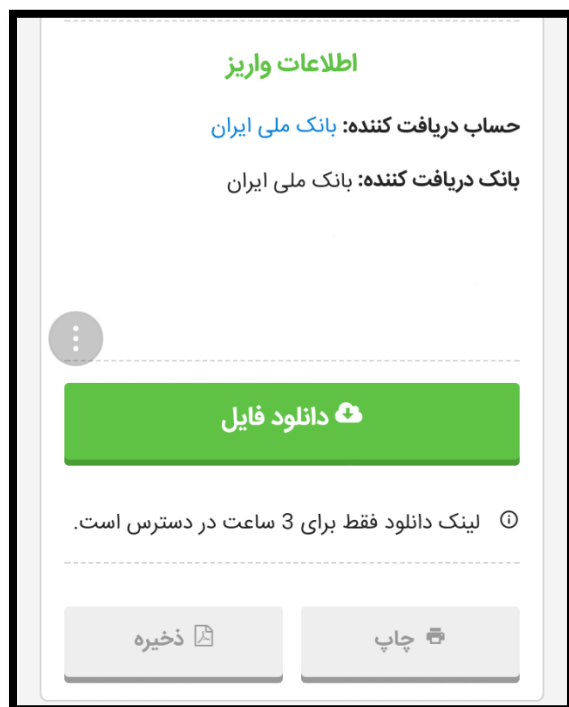 اطلاعات واریز
حساب دریافت کننده: بانک ملی ایران
بانک دریافت کننده: بانک ملی ایران
دانلود فایل
لینک دانلود فقط برای 3 ساعت در دسترس است.
چاپ
ذخیره